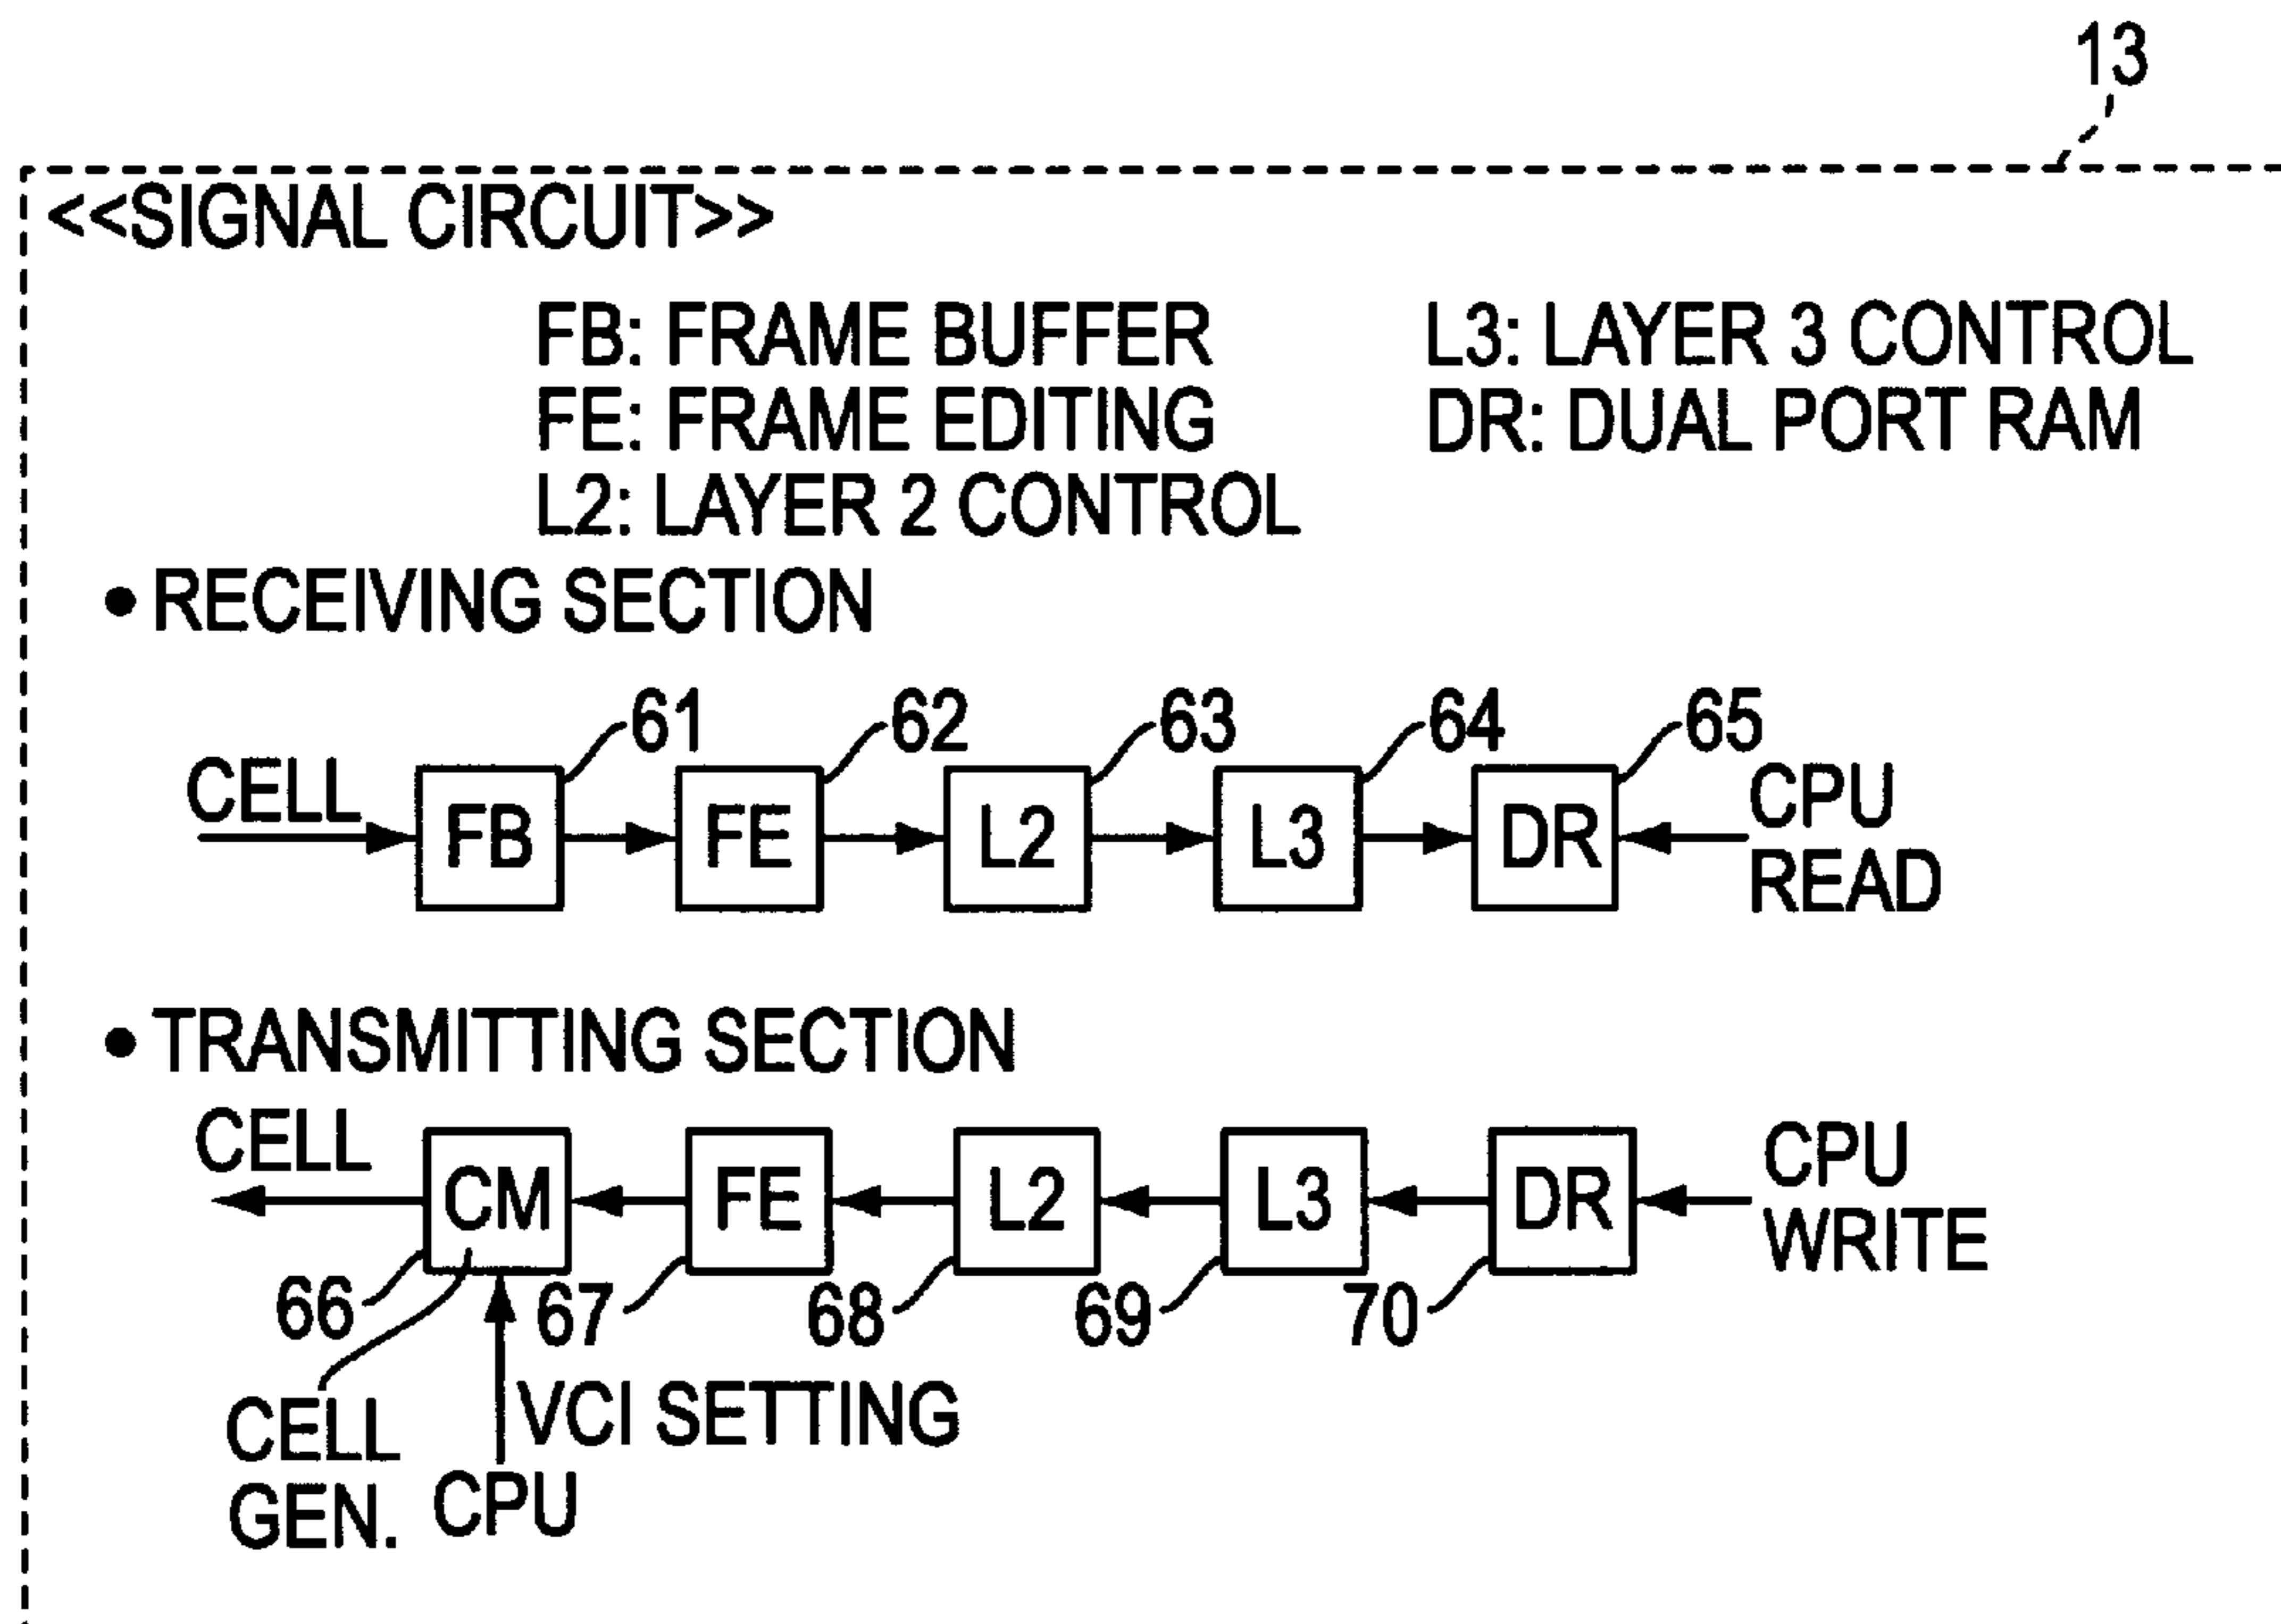 13
<<SIGNAL CIRCUIT>>
FB: FRAME BUFFER
FE: FRAME EDITING
L2: LAYER 2 CONTROL
L3: LAYER 3 CONTROL
DR: DUAL PORT RAM
• RECEIVING SECTION
61 62 63 64 65
CELL FB FE L2 L3 DR CPU
READ
• TRANSMITTING SECTION
CELL CM FE L2 L3 DR CPU
WRITE
66 67 68 69 70
CELL
GEN.
VCI SETTING
CPU